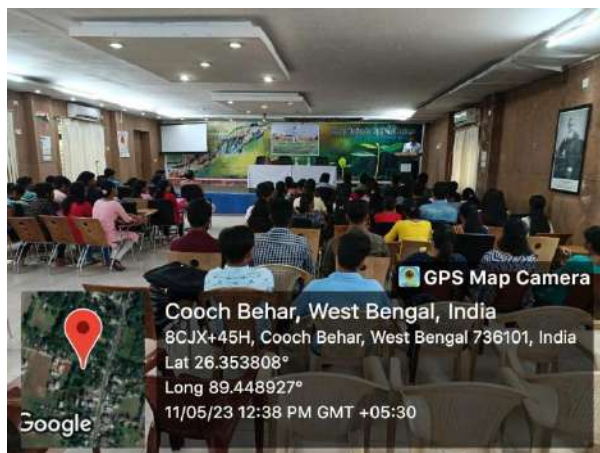 GPS Map Camera
Cooch Behar, West Bengal, India
8CJX+45H, Cooch Behar, West Bengal 736101, India
Lat 26.353808°
Long 89.448927°
11/05/23 12:38 PM GMT +05:30
Google